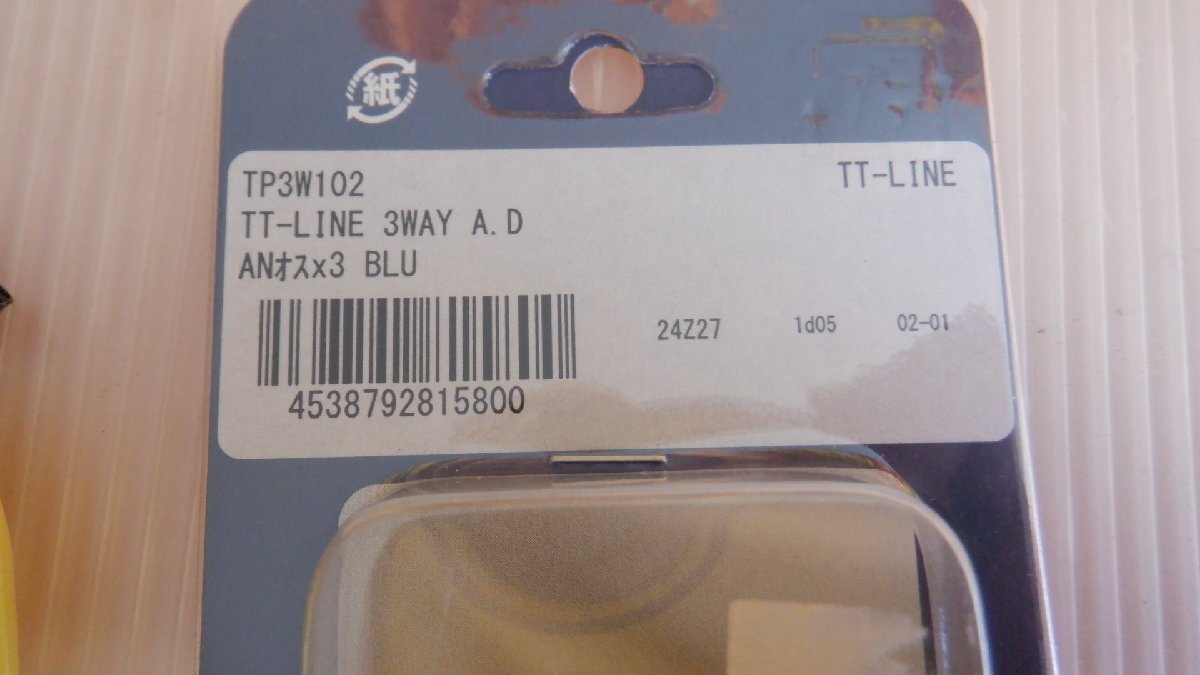 紙
TP3W102
TT-LINE
TT-LINE 3WAY A.D
ANｵｽx3 BLU
24Z27
1d05
02-01
4538792815800